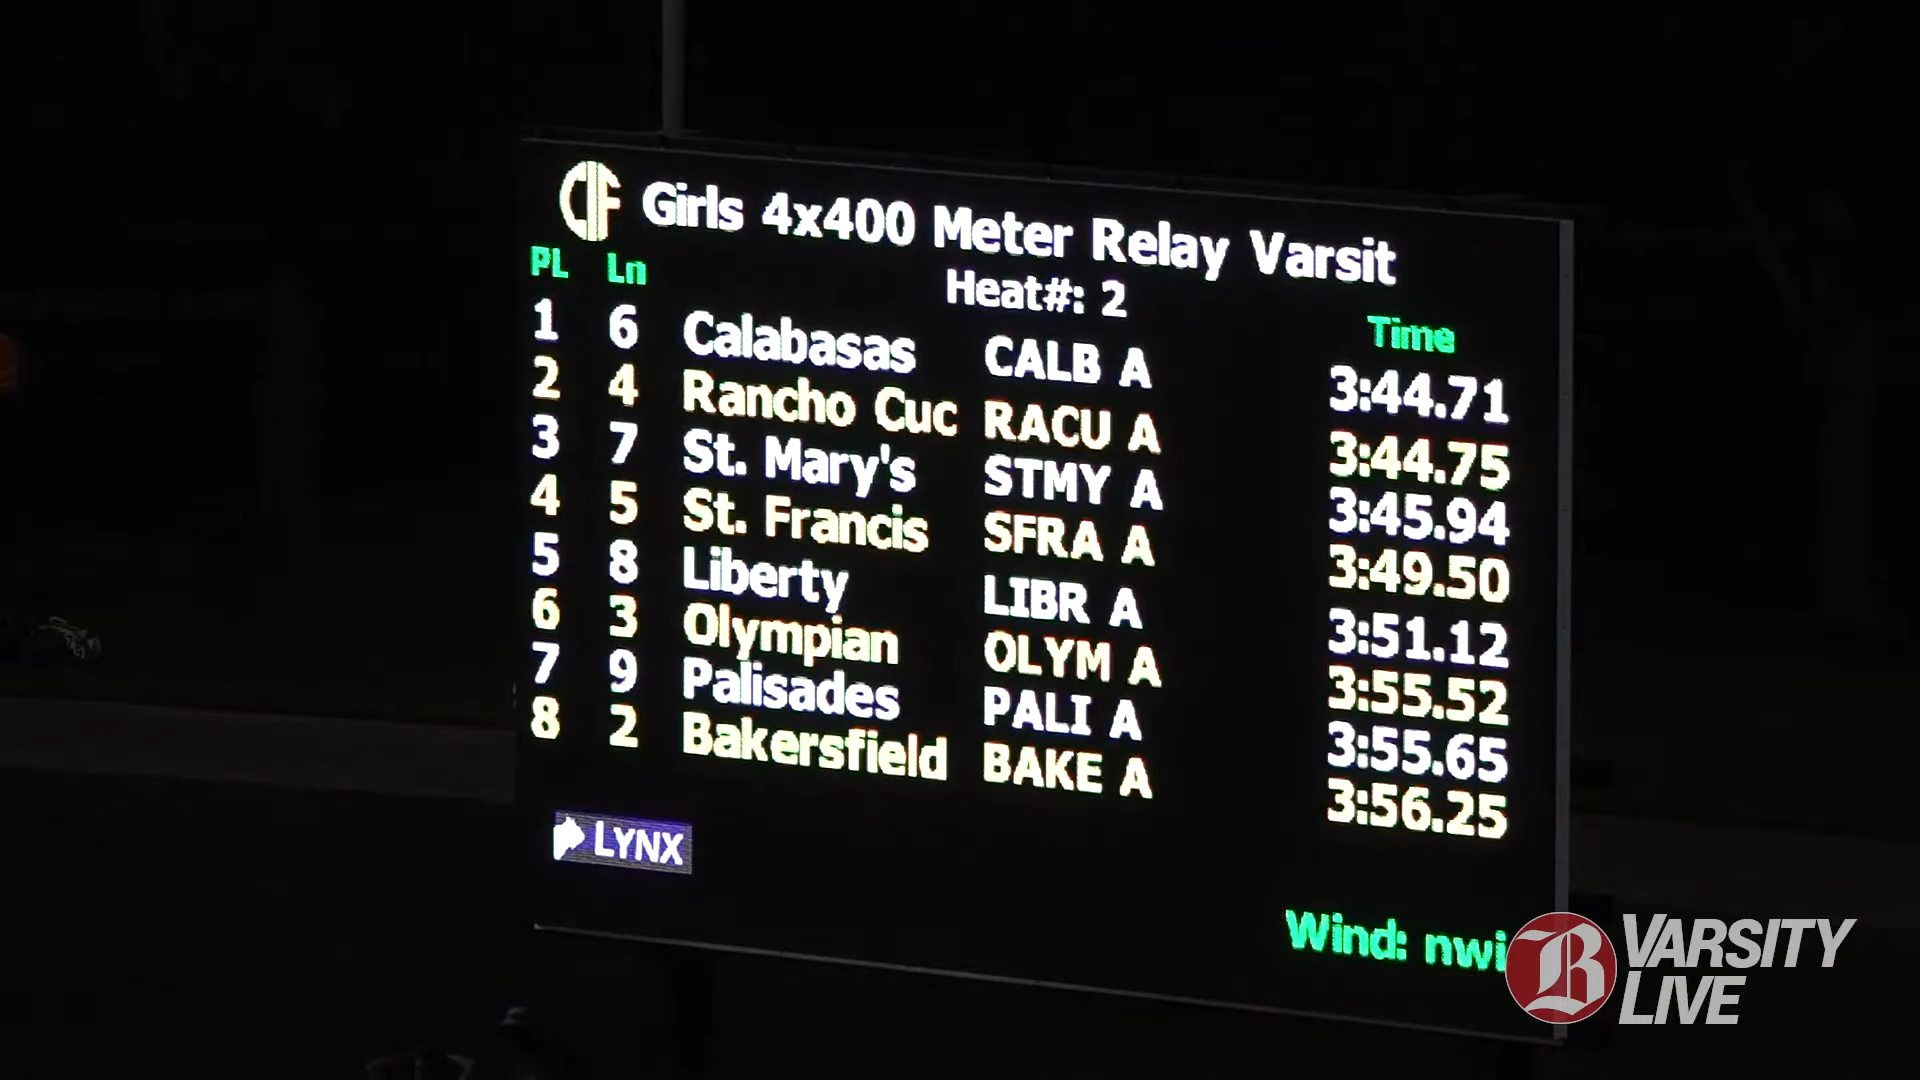 CIF Girls 4x400 Meter Relay Varsit
PL Ln Heat#: 2 Time
1 6 Calabasas CALB A 3:44.71
2 4 Rancho Cuc RACU A 3:44.75
3 7 St. Mary's STMY A 3:45.94
4 5 St. Francis SFRA A 3:49.50
5 8 Liberty LIBR A 3:51.12
6 3 Olympian OLYM A 3:55.52
7 9 Palisades PALI A 3:55.65
8 2 Bakersfield BAKE A 3:56.25
LYNX
Wind: nwi
B VARSITY
LIVE